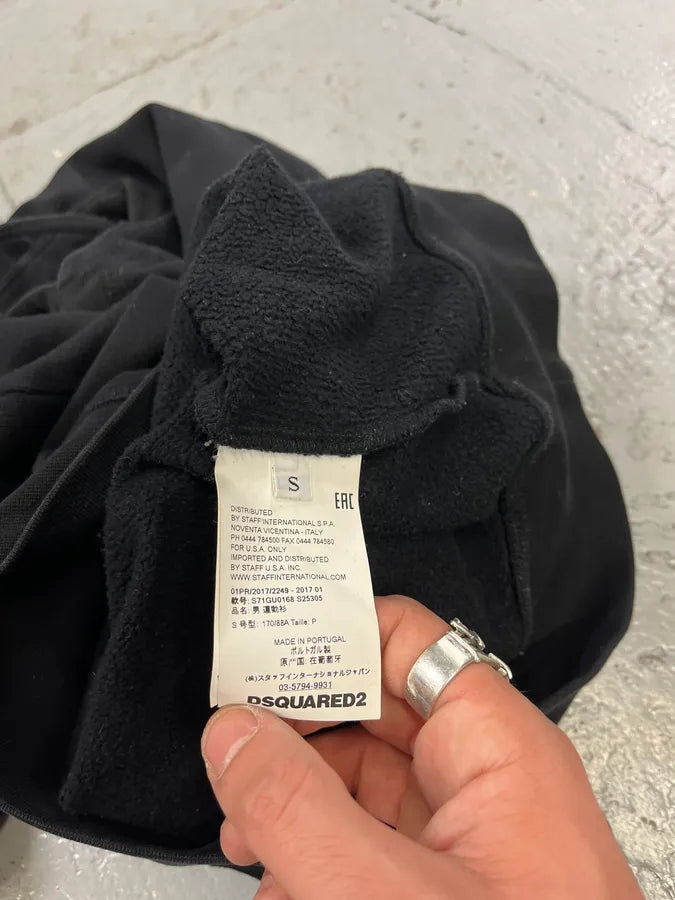 S
EAC
DISTRIBUTED
BY STAFF INTERNATIONAL S.P.A.
NOVENTA VICENTINA - ITALY
PH 0444 784500 FAX 0444 784580
FOR U.S.A. ONLY
IMPORTED AND DISTRIBUTED
BY STAFF U.S.A. INC.
WWW.STAFFINTERNATIONAL.COM
01PR/2017/2249 - 2017 01
款号: S71GU0168 S25305
品名: 男 運動衫
S 号型: 170/88A Taille: P
MADE IN PORTUGAL
ポルトガル製
原产国: 在葡萄牙
(株)スタッフインターナショナルジャパン
03-5794-9931
DSQUARED2